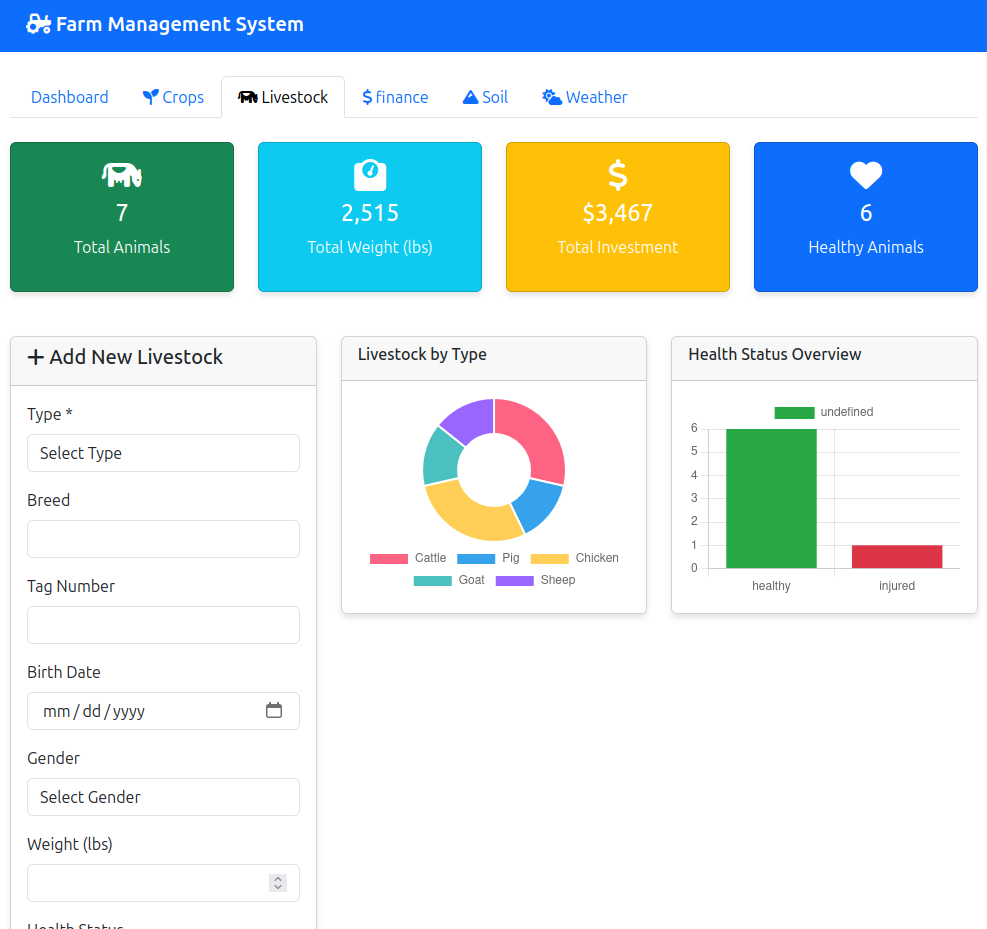 Farm Management System
Dashboard Crops Livestock finance Soil Weather
7
Total Animals
2,515
Total Weight (lbs)
$3,467
Total Investment
6
Healthy Animals
Add New Livestock
Type *
Select Type
Breed
Tag Number
Birth Date
mm / dd / yyyy
Gender
Select Gender
Weight (lbs)
Health Status
Livestock by Type
Cattle Pig Chicken
Goat Sheep
Health Status Overview
undefined
6
5
4
3
2
1
0
healthy injured